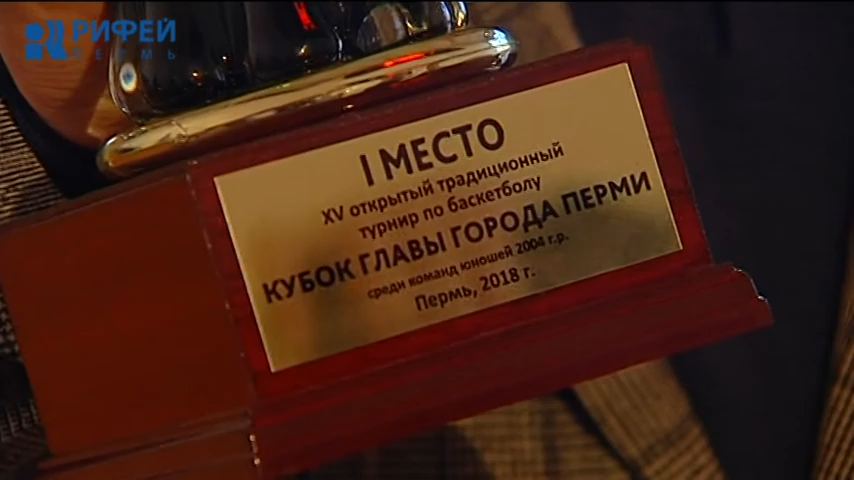 РИФЕЙ
ПЕРМЬ
I МЕСТО
XV открытый традиционный
турнир по баскетболу
КУБОК ГЛАВЫ ГОРОДА ПЕРМИ
среди команд юношей 2004 г.р.
Пермь, 2018 г.